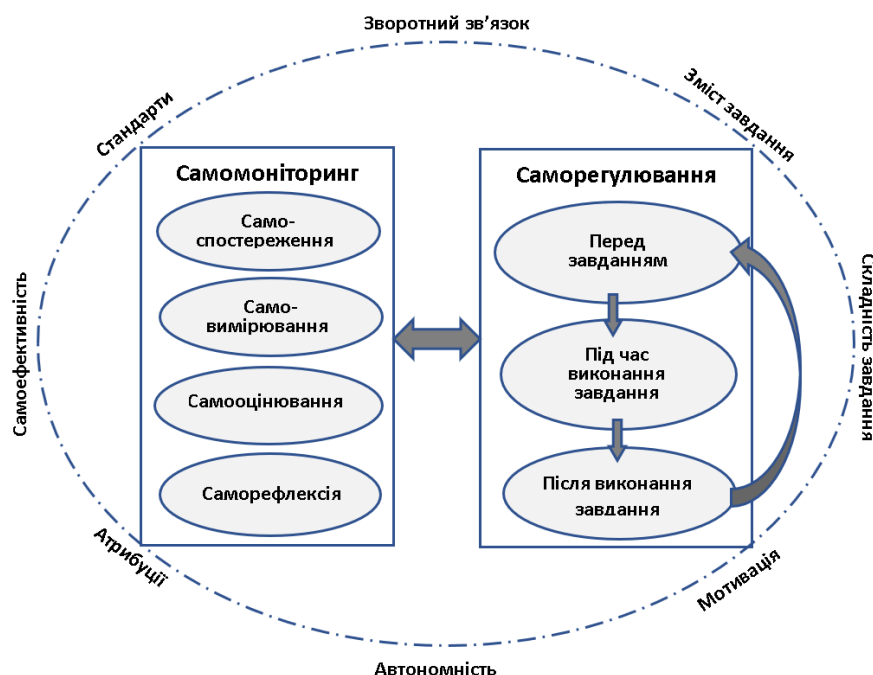 Зворотний зв’язок
Стандарти
Зміст завдання
Самоефективність
Складність завдання
Самомоніторинг
Само-
спостереження
Само-
вимірювання
Самооцінювання
Саморефлексія
Саморегулювання
Перед
завданням
Під час
виконання
завдання
Після виконання
завдання
Атрибуції
Мотивація
Автономність